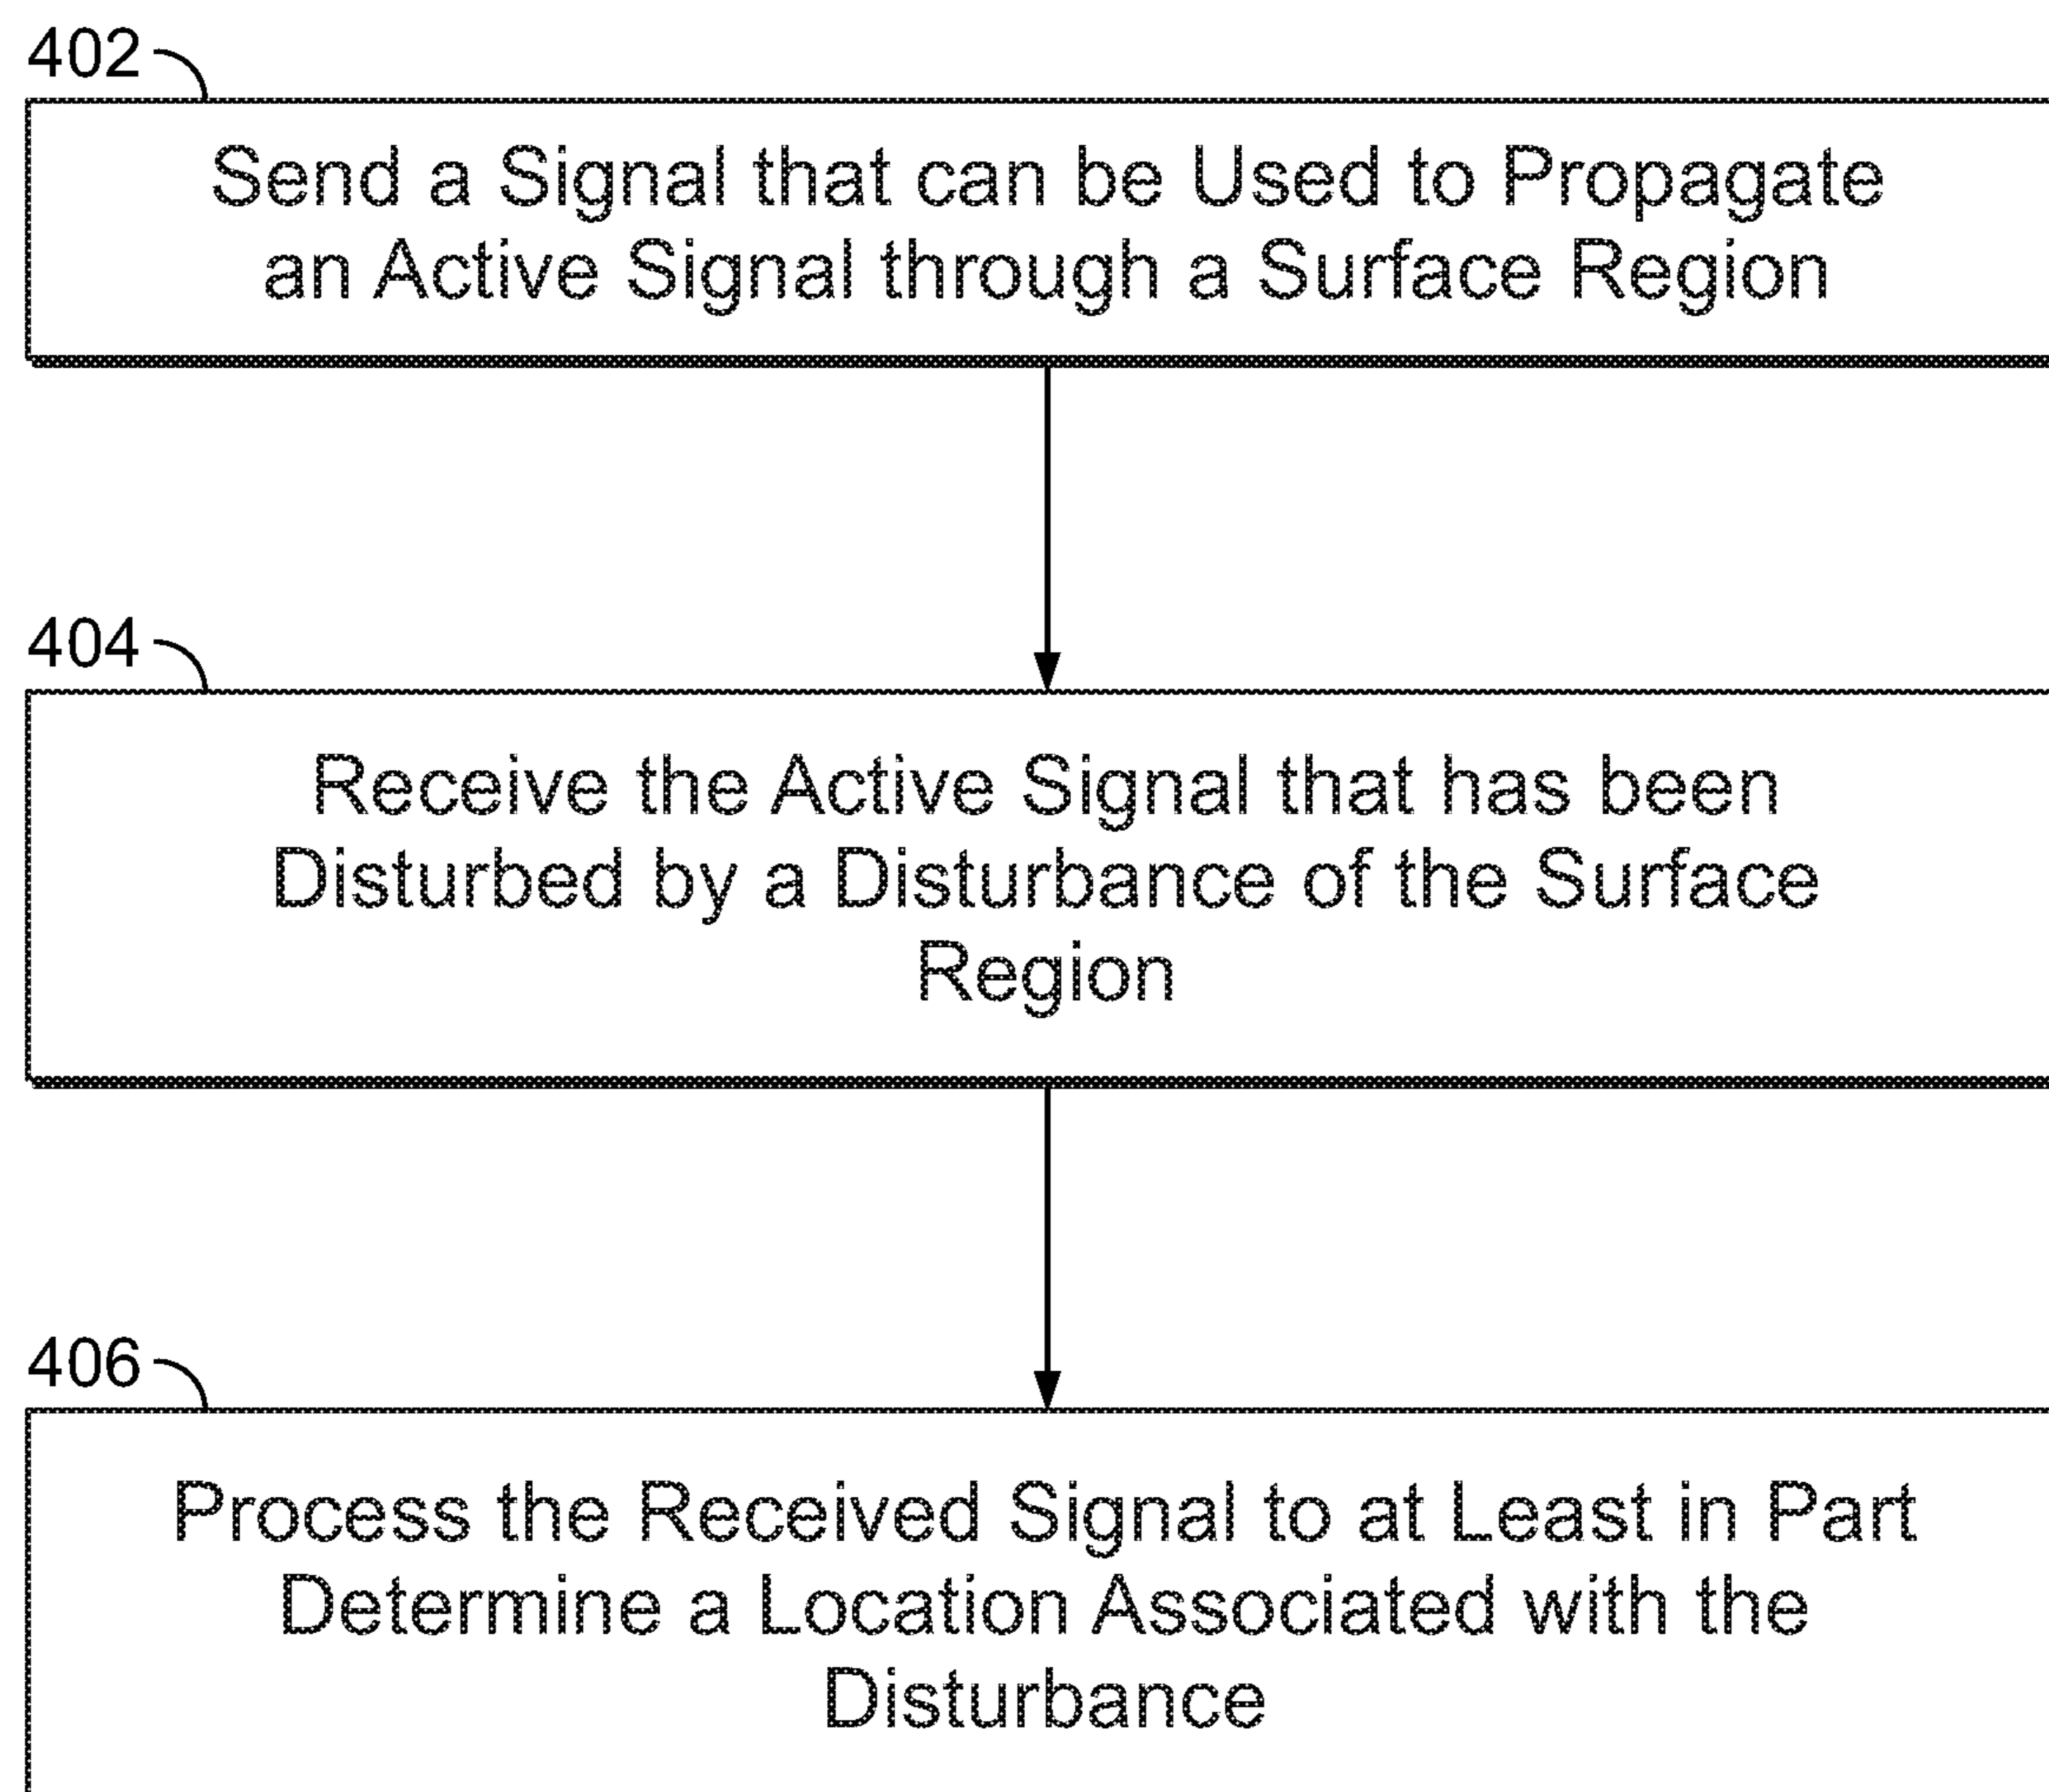 402
Send a Signal that can be Used to Propagate
an Active Signal through a Surface Region
404
Receive the Active Signal that has been
Disturbed by a Disturbance of the Surface
Region
406
Process the Received Signal to at Least in Part
Determine a Location Associated with the
Disturbance